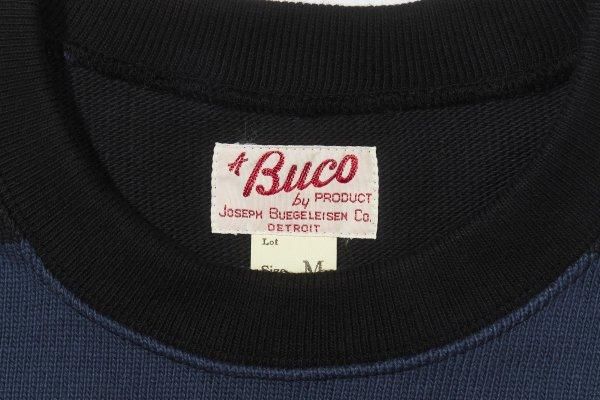 A Buco
by PRODUCT
JOSEPH BUEGELEISEN CO.
DETROIT
Lot
Size M